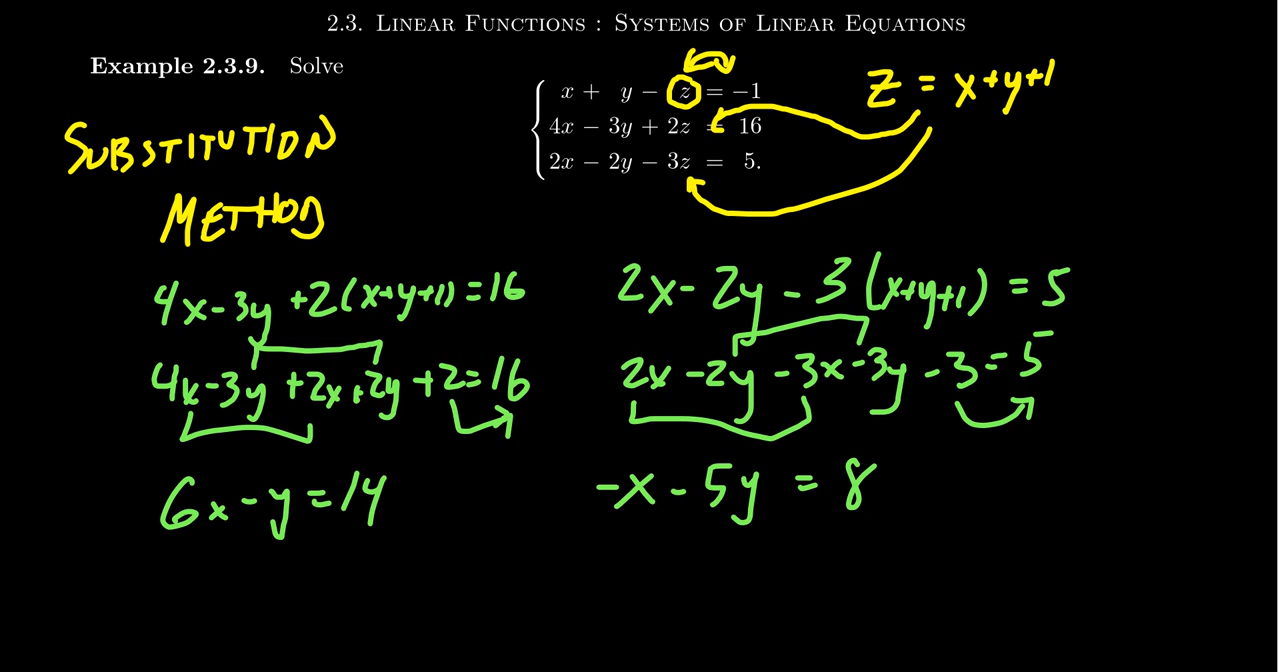 2.3. LINEAR FUNCTIONS : SYSTEMS OF LINEAR EQUATIONS
Example 2.3.9. Solve
x + y − z = −1
4x − 3y + 2z = 16
2x − 2y − 3z = 5.
z = x+y+1
SUBSTITUTION
METHOD
4x-3y +2(x+y+1) = 16
2x - 2y - 3(x+y+1) = 5
4x-3y +2x+2y +2=16
2x -2y -3x-3y -3=5
6x-y=14
-x - 5y = 8